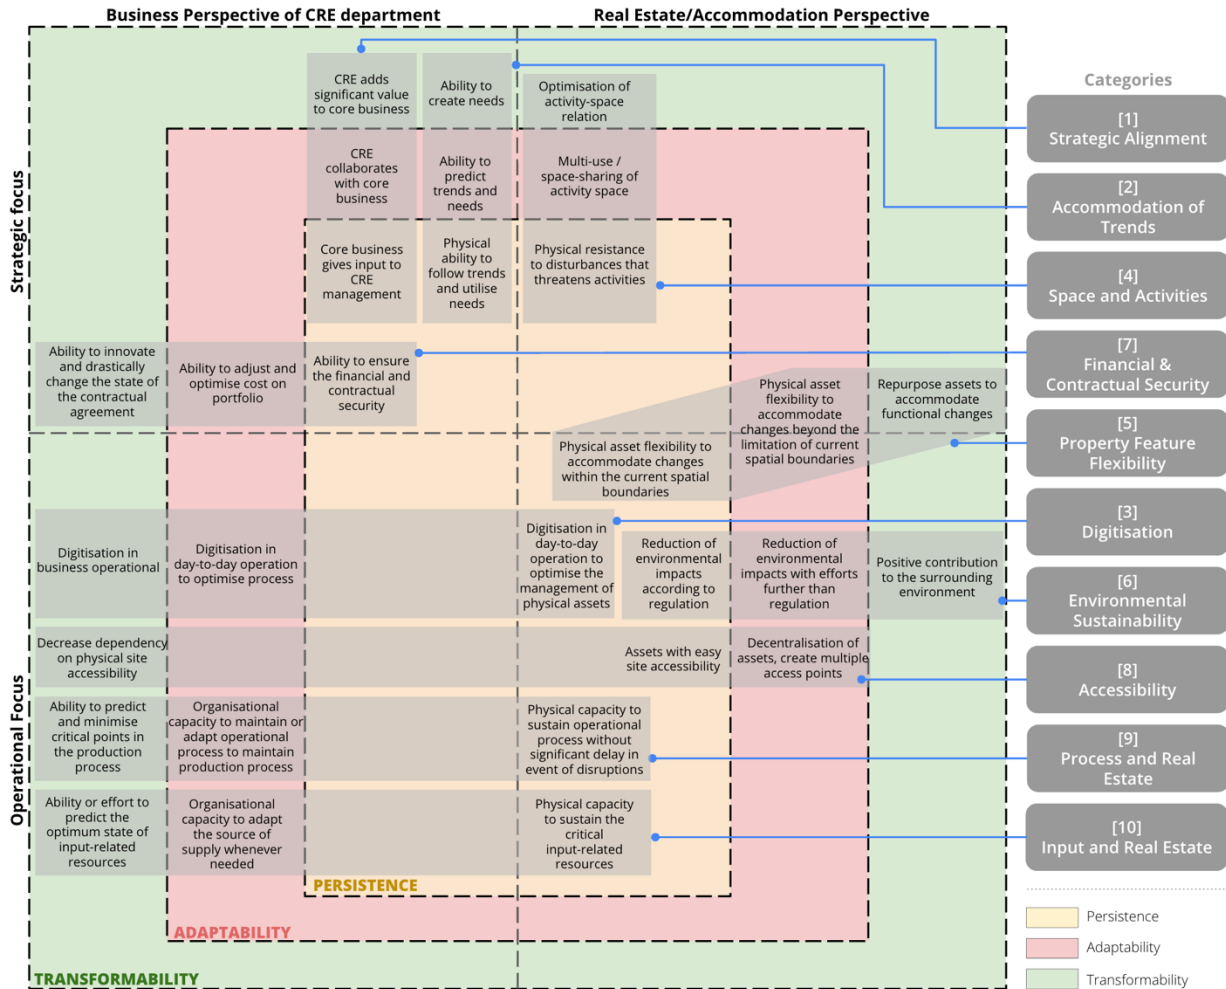 Business Perspective of CRE department
Real Estate/Accommodation Perspective
Strategic focus
Operational Focus
CRE adds
significant value
to core business
Ability to
create needs
Optimisation of
activity-space
relation
CRE
collaborates
with core
business
Ability to
predict
trends and
needs
Multi-use /
space-sharing of
activity space
Core business
gives input to
CRE
management
Physical
ability to
follow trends
and utilise
needs
Physical resistance
to disturbances that
threatens activities
Ability to innovate
and drastically
change the state of
the contractual
agreement
Ability to adjust and
optimise cost on
portfolio
Ability to ensure
the financial and
contractual
security
Physical asset flexibility to
accommodate changes
within the current spatial
boundaries
Physical asset
flexibility to
accommodate
changes beyond the
limitation of current
spatial boundaries
Repurpose assets to
accommodate
functional changes
Digitisation in
business operational
Digitisation in
day-to-day operation
to optimise process
Digitisation in
day-to-day
operation to
optimise the
management of
physical assets
Reduction of
environmental
impacts
according to
regulation
Reduction of
environmental
impacts with efforts
further than
regulation
Positive contribution
to the surrounding
environment
Decrease dependency
on physical site
accessibility
Assets with easy
site accessibility
Decentralisation of
assets, create multiple
access points
Ability to predict
and minimise
critical points in
the production
process
Organisational
capacity to maintain or
adapt operational
process to maintain
production process
Physical capacity to
sustain operational
process without
significant delay in
event of disruptions
Ability or effort to
predict the
optimum state of
input-related
resources
Organisational
capacity to adapt
the source of
supply whenever
needed
Physical capacity
to sustain the
critical
input-related
resources
PERSISTENCE
ADAPTABILITY
TRANSFORMABILITY
Categories
[1]
Strategic Alignment
[2]
Accommodation of
Trends
[4]
Space and Activities
[7]
Financial &
Contractual Security
[5]
Property Feature
Flexibility
[3]
Digitisation
[6]
Environmental
Sustainability
[8]
Accessibility
[9]
Process and Real
Estate
[10]
Input and Real Estate
Persistence
Adaptability
Transformability